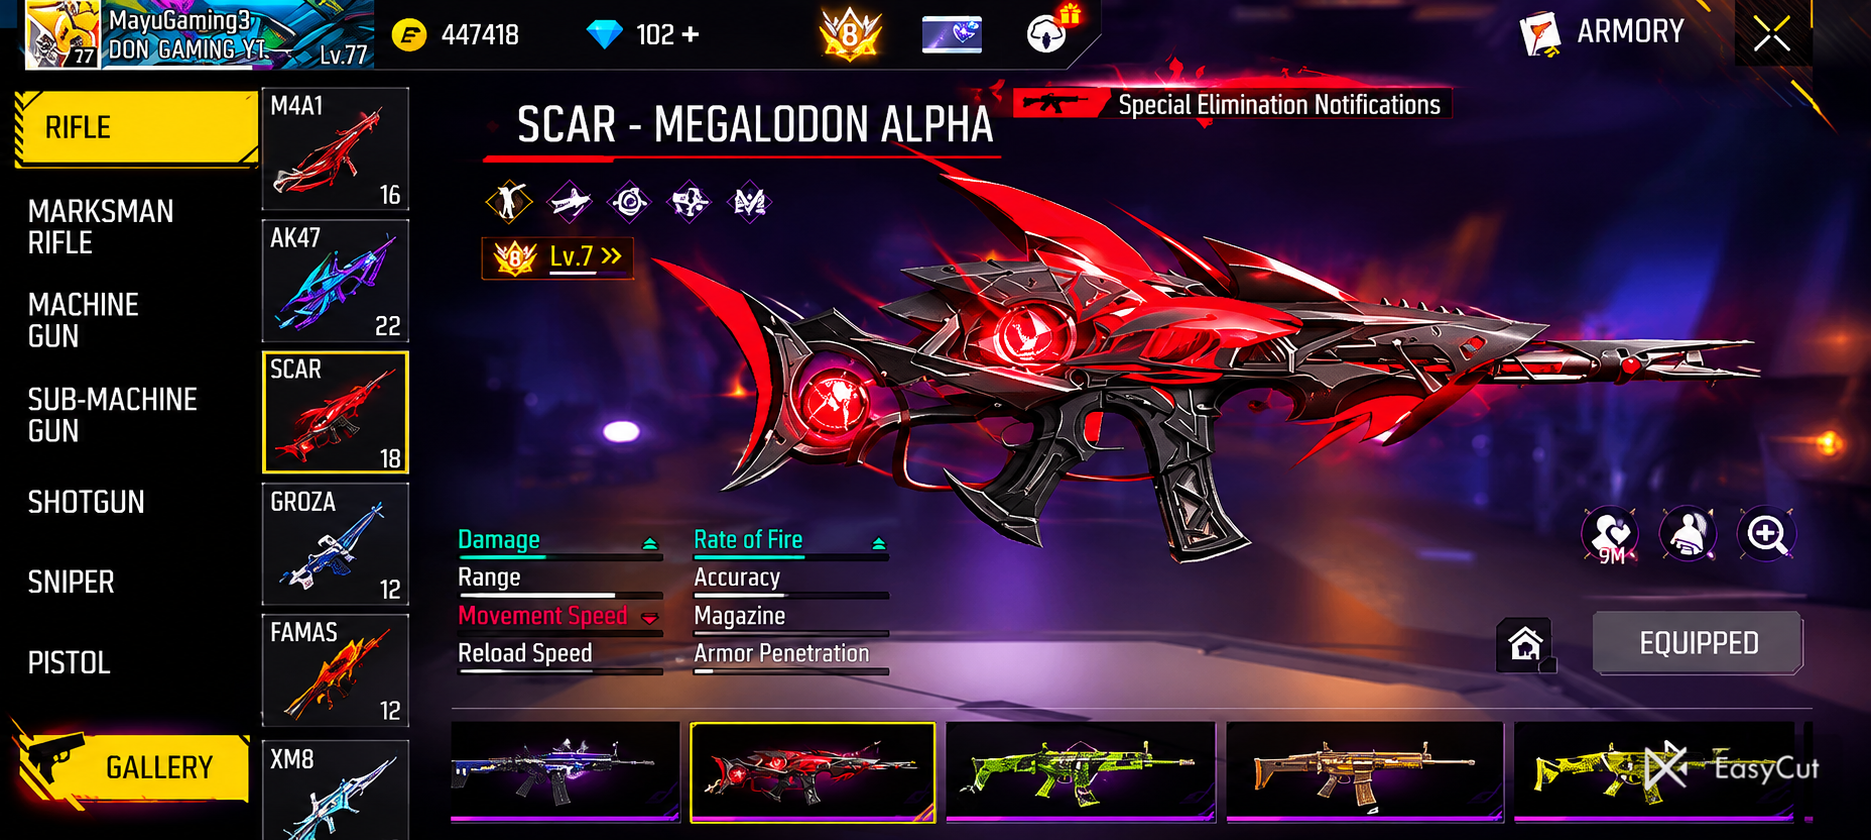 MayuGaming3
DON GAMING YT.
Lv.77
77
447418
102 +
8
ARMORY
RIFLE
MARKSMAN
RIFLE
MACHINE
GUN
SUB-MACHINE
GUN
SHOTGUN
SNIPER
PISTOL
GALLERY
M4A1
16
AK47
22
SCAR
18
GROZA
12
FAMAS
12
XM8
SCAR - MEGALODON ALPHA
Special Elimination Notifications
8 Lv.7 >>
Damage
Rate of Fire
Range
Accuracy
Movement Speed
Magazine
Reload Speed
Armor Penetration
9M
EQUIPPED
EasyCut